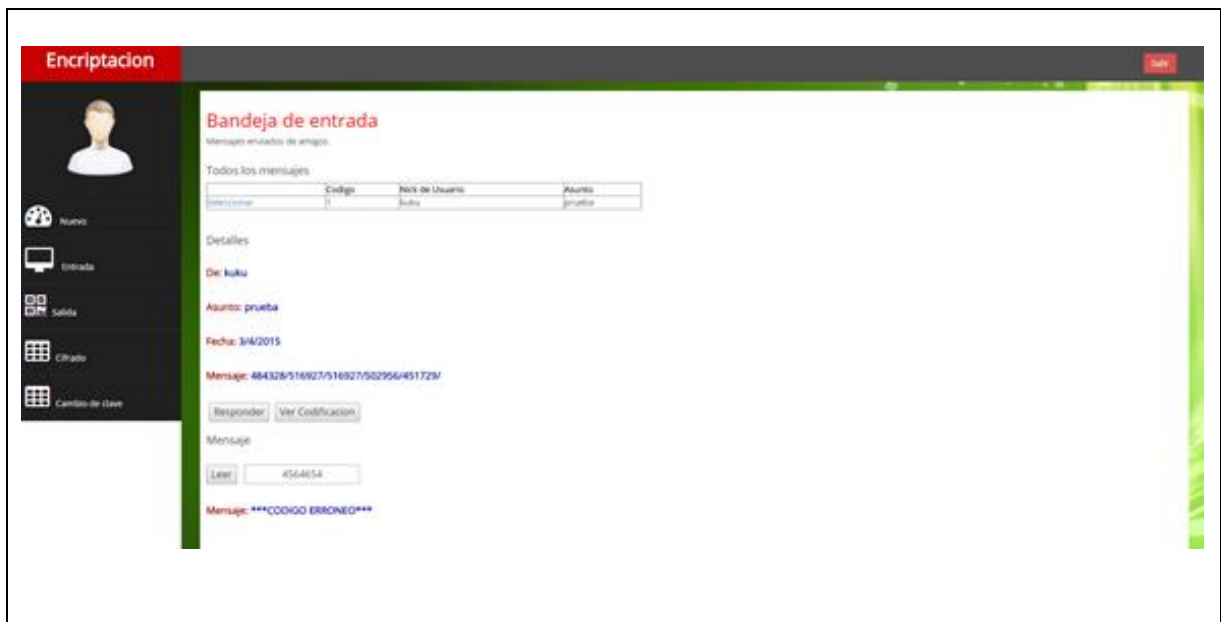 Encriptacion
Salir
Bandeja de entrada
Mensajes enviados de amigos
Todos los mensajes
Codigo Nick de Usuario Asunto
Seleccionar 1 kuku prueba
Nuevo
Entrada
Salida
Cifrado
Cambio de clave
Detalles
De: kuku
Asunto: prueba
Fecha: 3/4/2015
Mensaje: 484328/516927/516927/502956/451729/
Responder Ver Codificacion
Mensaje
Leer 4564654
Mensaje: ***CODIGO ERRONEO***